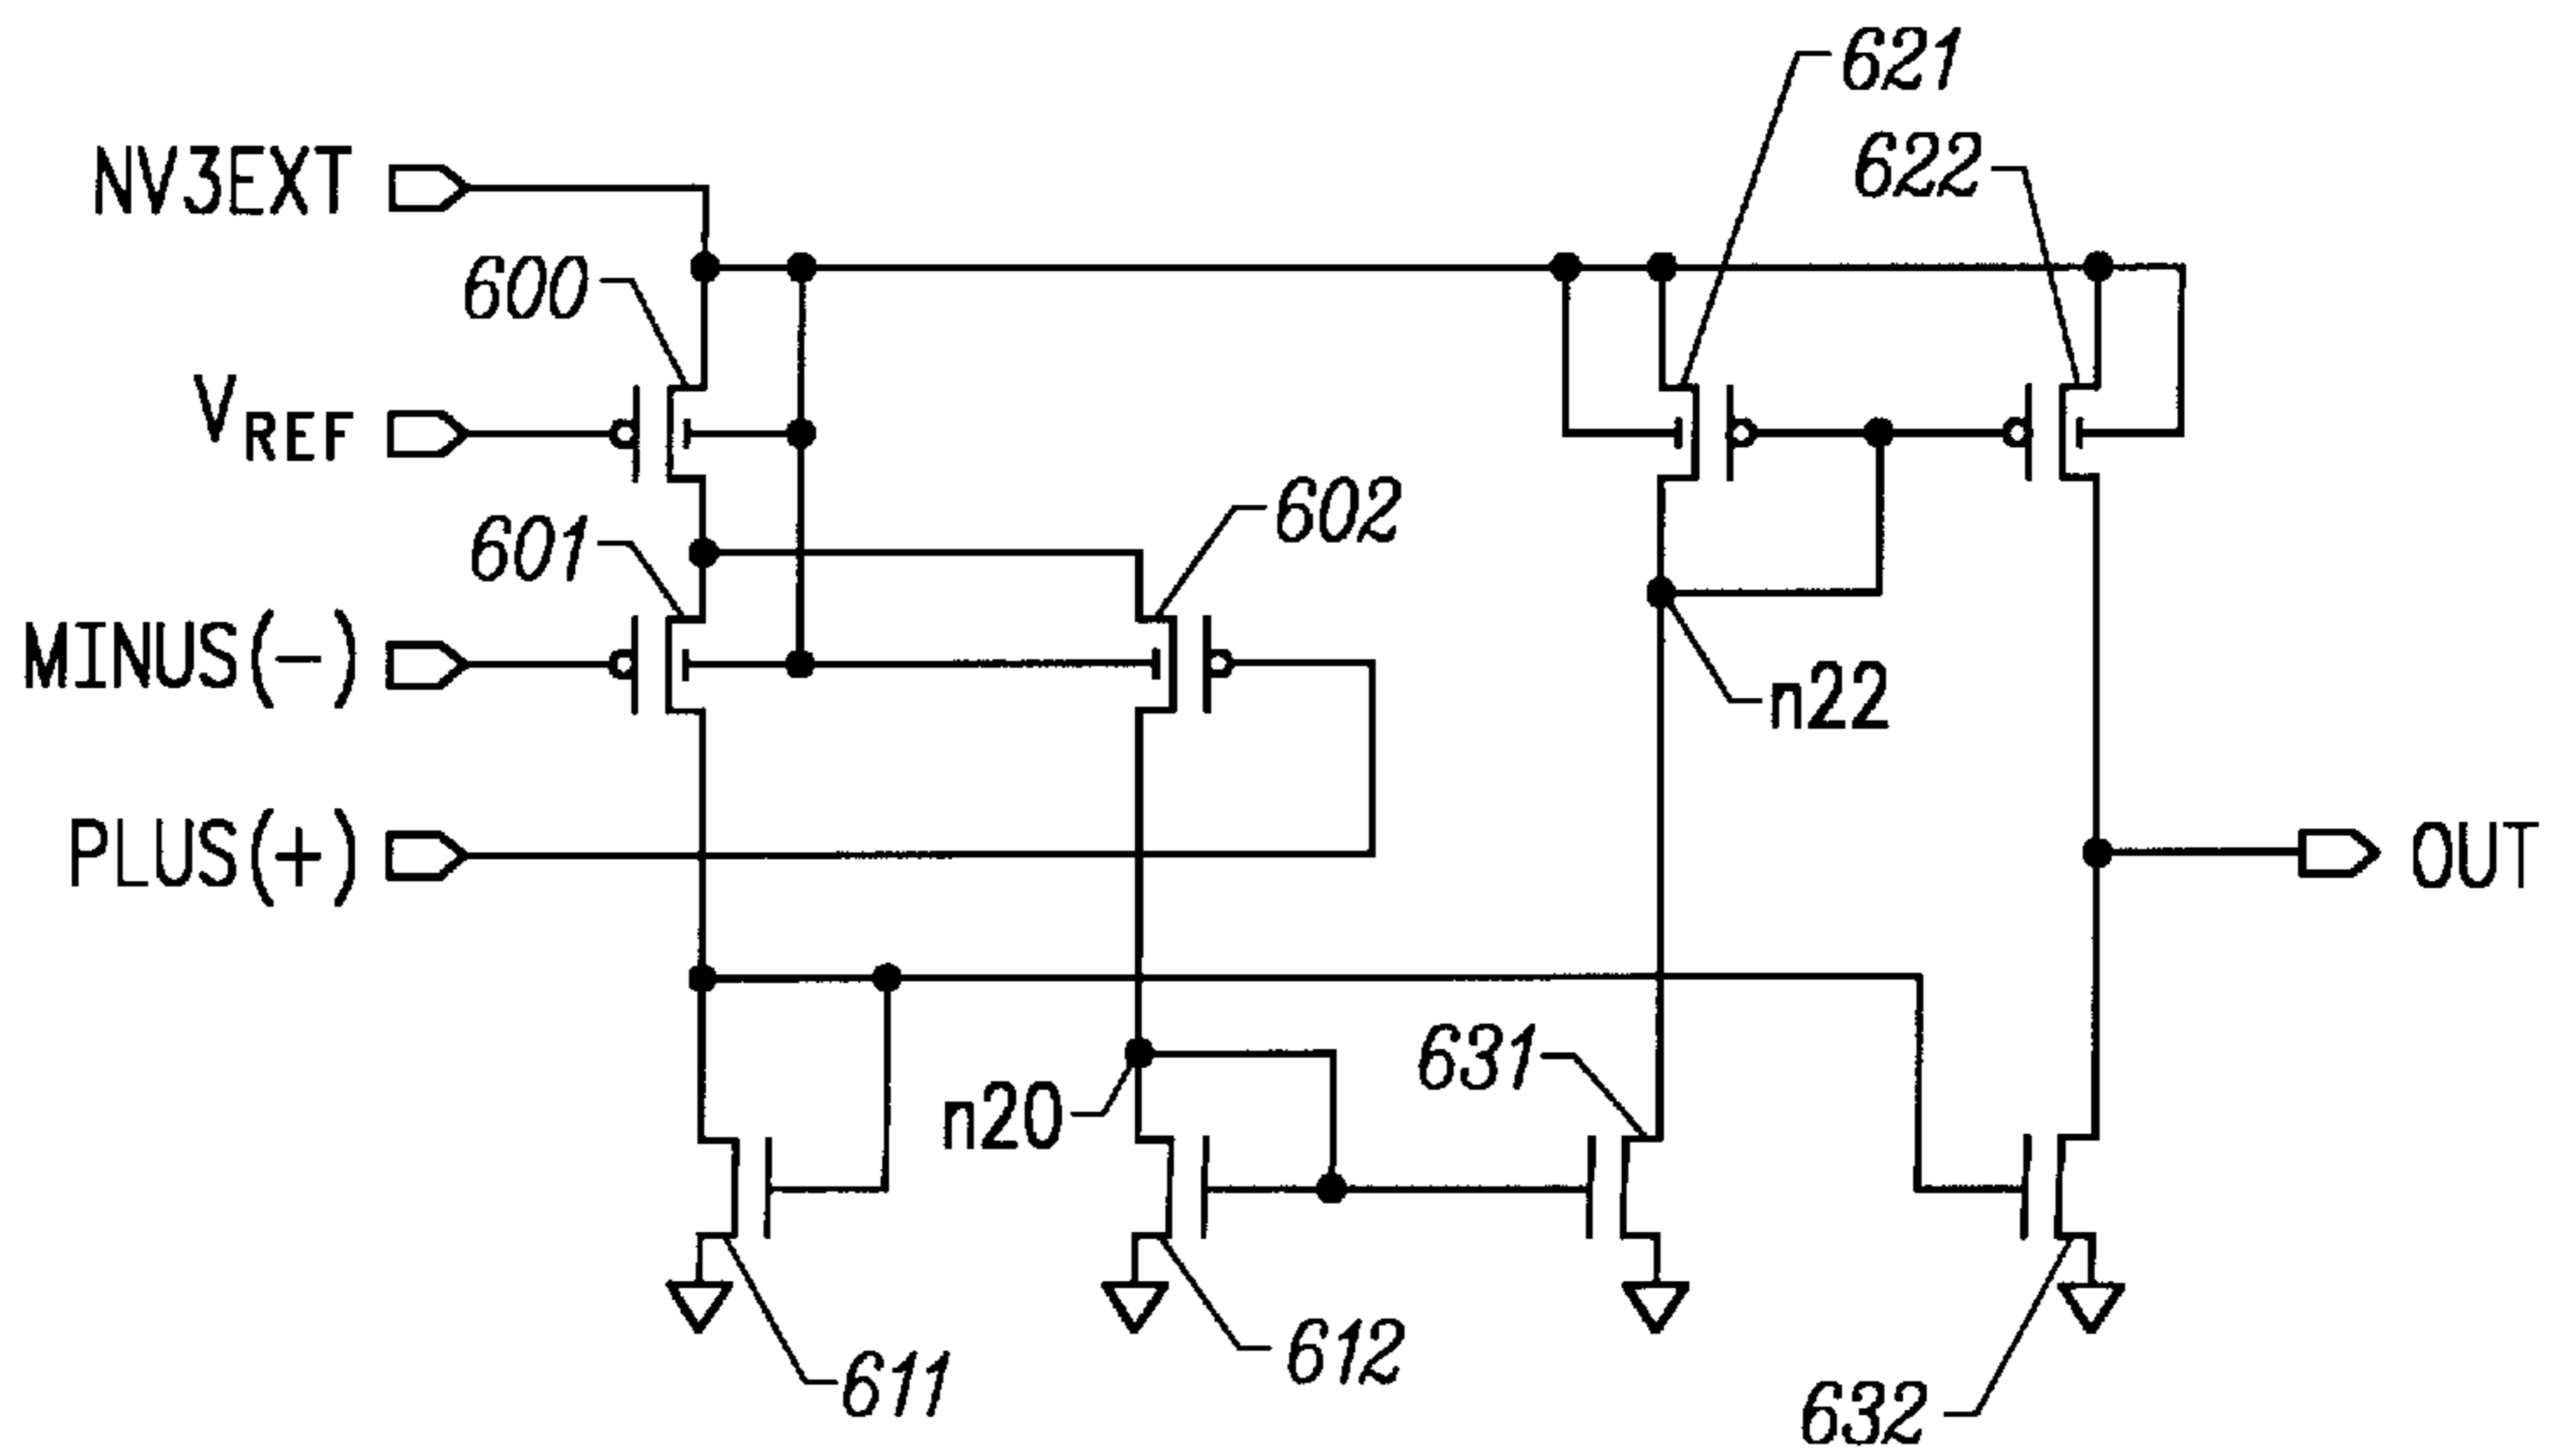 621
622
NV3EXT
600
VREF
601
602
MINUS(-)
n22
PLUS(+)
OUT
631
n20
612
611
632